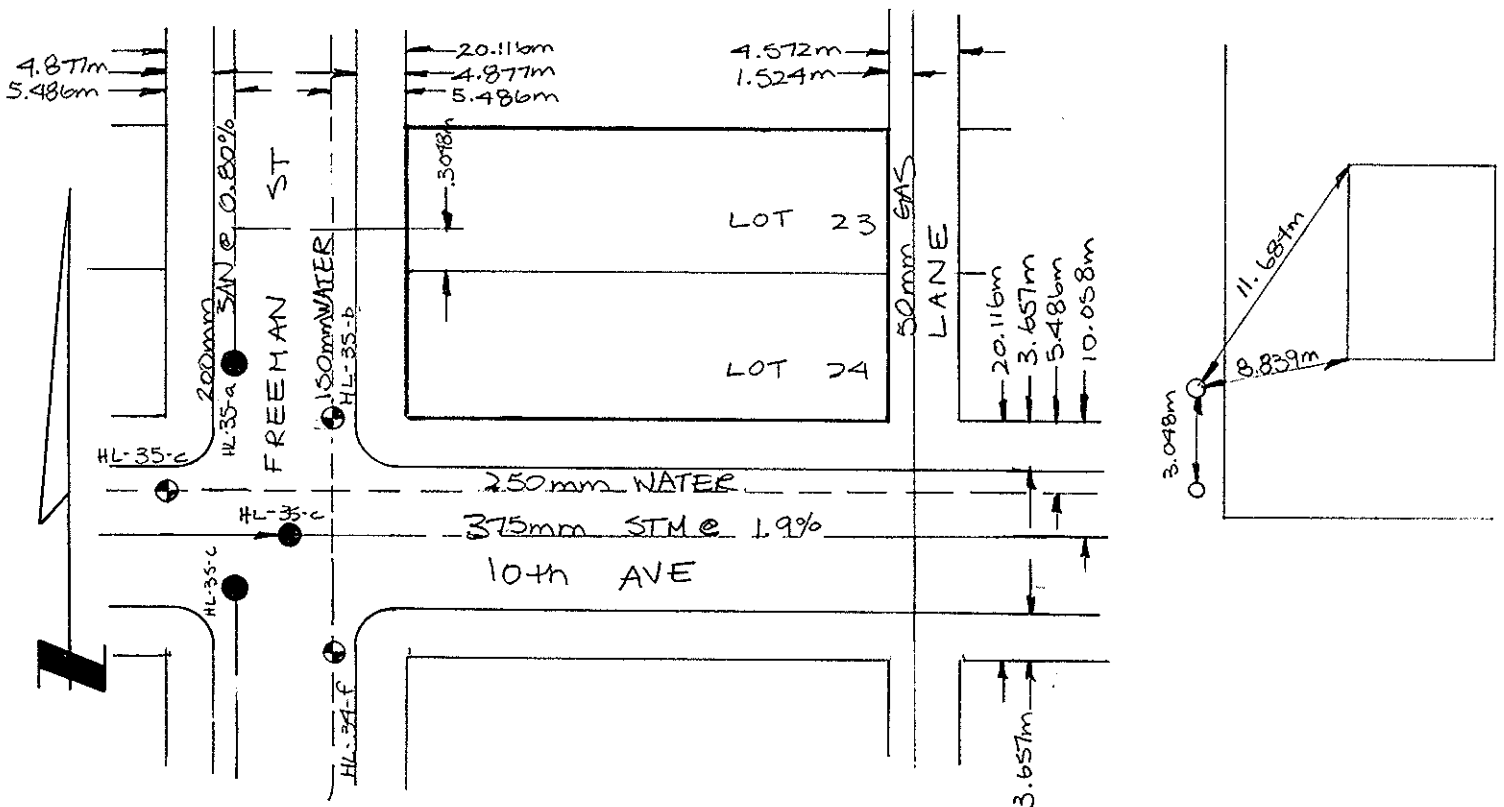 4.877m
5.486m
20.116m
4.877m
5.486m
4.572m
1.524m
.3048m
200mm SAN @ 0.80%
FREEMAN ST
150mm WATER
HL-35-b
HL-35-a
LOT 23
LOT 24
50mm GAS
LANE
20.116m
3.657m
5.486m
10.058m
11.684m
8.839m
3.048m
HL-35-c
250mm WATER
HL-35-c
375mm STM @ 1.9%
HL-35-c
10th AVE
HL-34-f
3.657m